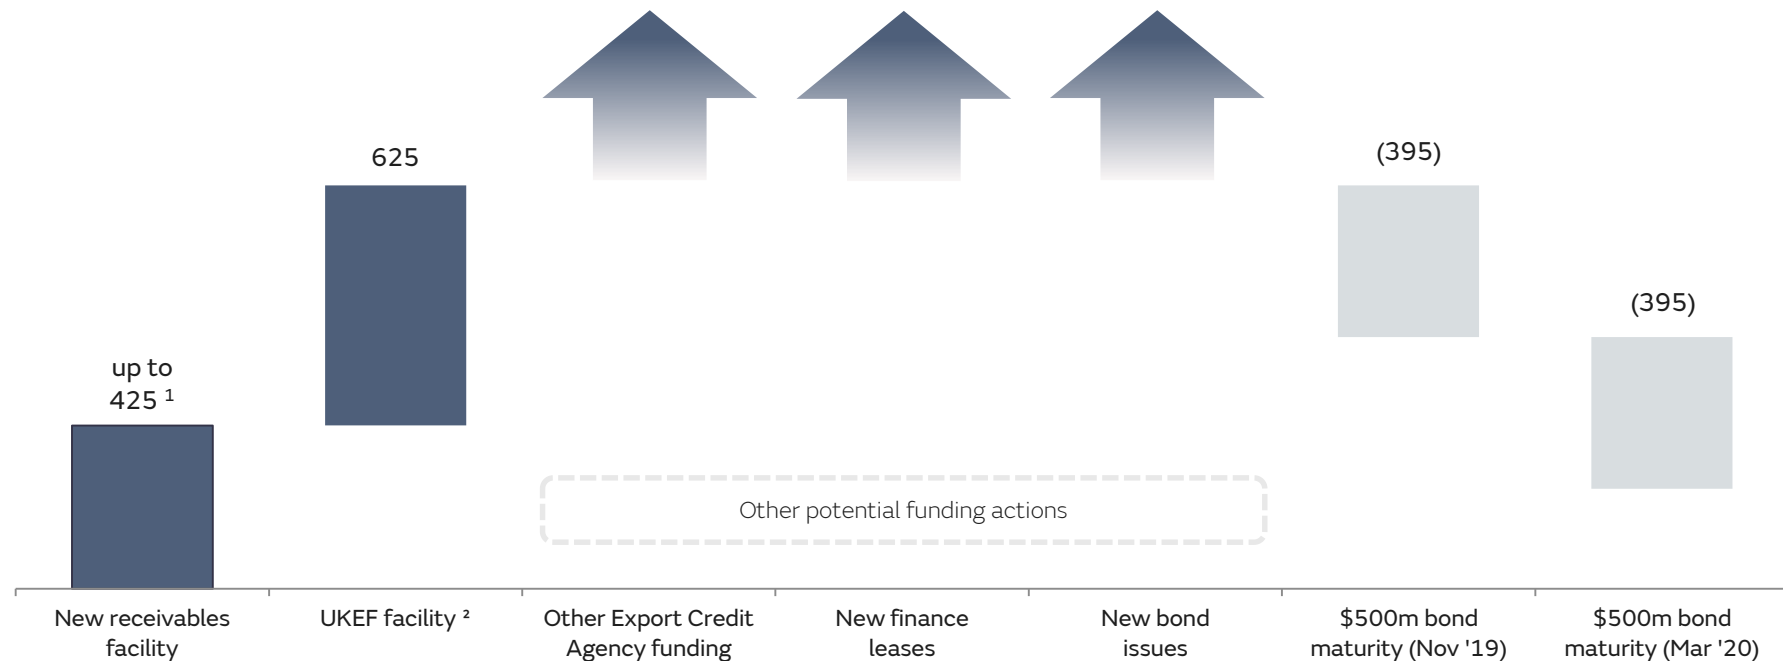 625
(395)
(395)
up to
425 ¹
Other potential funding actions
New receivables
facility
UKEF facility ²
Other Export Credit
Agency funding
New finance
leases
New bond
issues
$500m bond
maturity (Nov '19)
$500m bond
maturity (Mar '20)